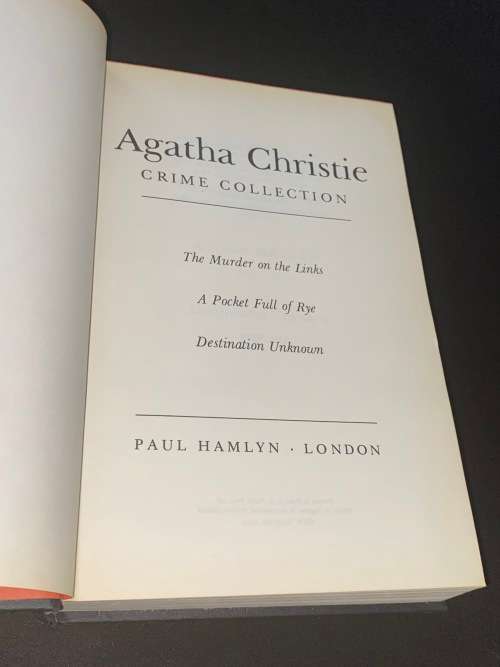 Agatha Christie
CRIME COLLECTION
The Murder on the Links
A Pocket Full of Rye
Destination Unknown
PAUL HAMLYN · LONDON